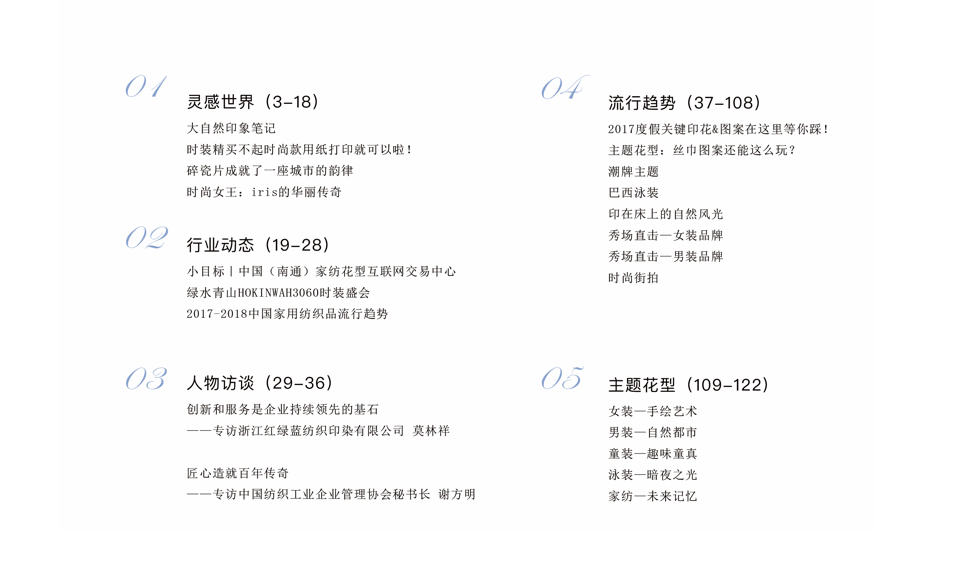 01
灵感世界（3-18）
大自然印象笔记
时装精买不起时尚款用纸打印就可以啦！
碎瓷片成就了一座城市的韵律
时尚女王：iris的华丽传奇
02
行业动态（19-28）
小目标丨中国（南通）家纺花型互联网交易中心
绿水青山HOKINWAH3060时装盛会
2017-2018中国家用纺织品流行趋势
03
人物访谈（29-36）
创新和服务是企业持续领先的基石
——专访浙江红绿蓝纺织印染有限公司 莫林祥
匠心造就百年传奇
——专访中国纺织工业企业管理协会秘书长 谢方明
04
流行趋势（37-108）
2017度假关键印花&图案在这里等你踩！
主题花型：丝巾图案还能这么玩？
潮牌主题
巴西泳装
印在床上的自然风光
秀场直击—女装品牌
秀场直击—男装品牌
时尚街拍
05
主题花型（109-122）
女装—手绘艺术
男装—自然都市
童装—趣味童真
泳装—暗夜之光
家纺—未来记忆